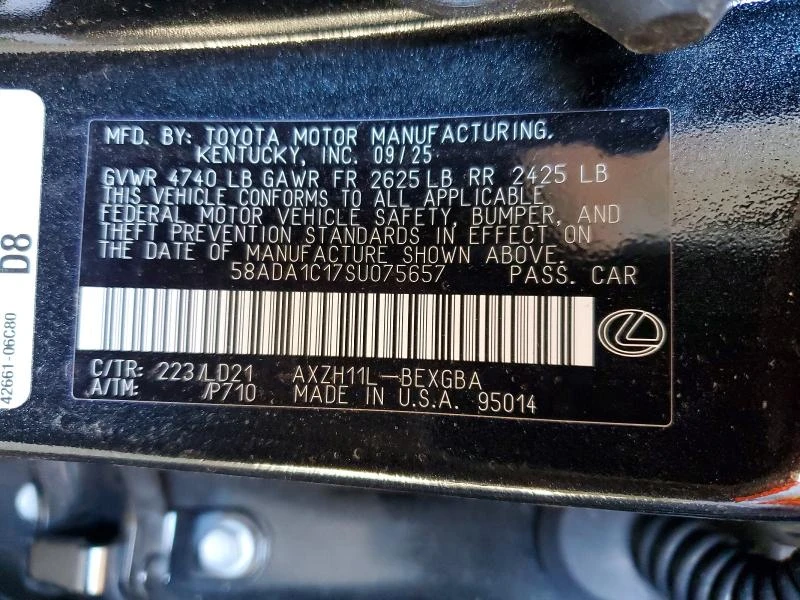 MFD. BY: TOYOTA MOTOR MANUFACTURING,
KENTUCKY, INC. 09/25
GVWR 4740 LB GAWR FR 2625 LB RR 2425 LB
THIS VEHICLE CONFORMS TO ALL APPLICABLE
FEDERAL MOTOR VEHICLE SAFETY, BUMPER, AND
THEFT PREVENTION STANDARDS IN EFFECT ON
THE DATE OF MANUFACTURE SHOWN ABOVE.
58ADA1C17SU075657 PASS. CAR
C/TR: 223/LD21 AXZH11L-BEXGBA
A/TM: /P710 MADE IN U.S.A. 95014
D8
42661-06C80